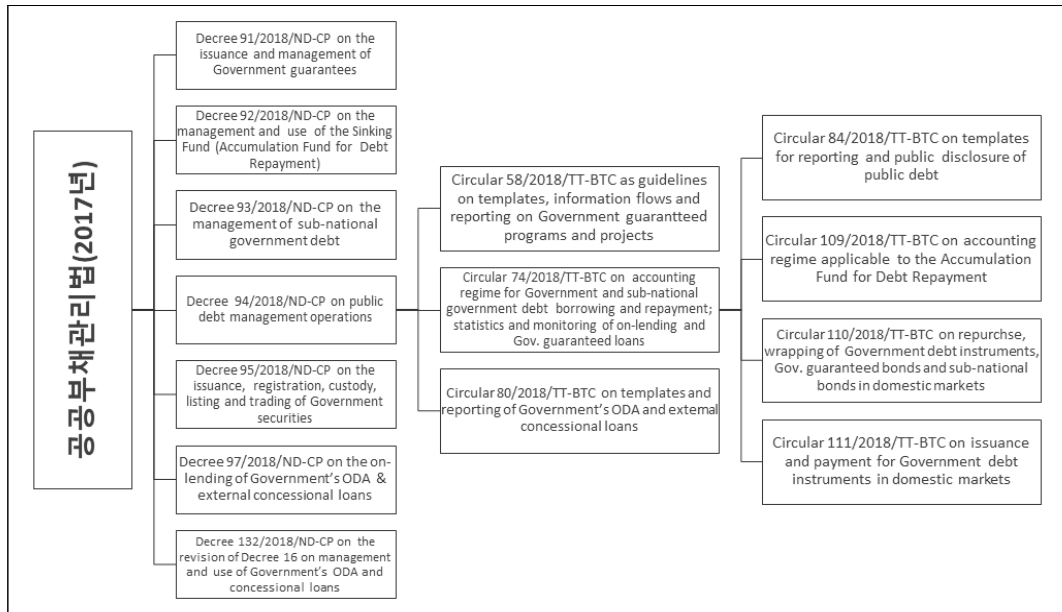 공공부채관리법(2017년)
Decree 91/2018/ND-CP on the
issuance and management of
Government guarantees
Decree 92/2018/ND-CP on the
management and use of the Sinking
Fund (Accumulation Fund for Debt
Repayment)
Decree 93/2018/ND-CP on the
management of sub-national
government debt
Decree 94/2018/ND-CP on public
debt management operations
Decree 95/2018/ND-CP on the
issuance, registration, custody,
listing and trading of Government
securities
Decree 97/2018/ND-CP on the on-
lending of Government's ODA &
external concessional loans
Decree 132/2018/ND-CP on the
revision of Decree 16 on management
and use of Government's ODA and
concessional loans
Circular 58/2018/TT-BTC as guidelines
on templates, information flows and
reporting on Government guarantteed
programs and projects
Circular 74/2018/TT-BTC on accounting
regime for Government and sub-national
government debt borrowing and repayment;
statistics and monitoring of on-lending and
Gov. guaranteed loans
Circular 80/2018/TT-BTC on templates and
reporting of Government's ODA and external
concessional loans
Circular 84/2018/TT-BTC on templates
for reporting and public disclosure of
public debt
Circular 109/2018/TT-BTC on accounting
regime applicable to the Accumulation
Fund for Debt Repayment
Circular 110/2018/TT-BTC on repurchse,
wrapping of Government debt instruments,
Gov. guaranteed bonds and sub-national
bonds in domestic markets
Circular 111/2018/TT-BTC on issuance
and payment for Government debt
instruments in domestic markets